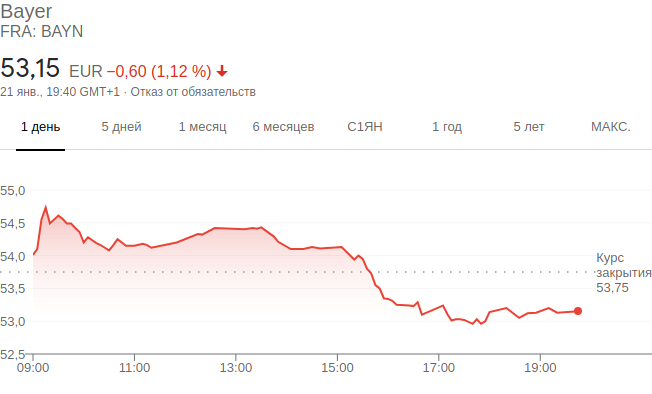 Bayer
FRA: BAYN
53,15 EUR −0,60 (1,12 %)
21 янв., 19:40 GMT+1 · Отказ от обязательств
1 день 5 дней 1 месяц 6 месяцев С1ЯН 1 год 5 лет МАКС.
55,0
54,5
54,0
53,5
53,0
52,5
Курс
закрытия
53,75
09:00 11:00 13:00 15:00 17:00 19:00